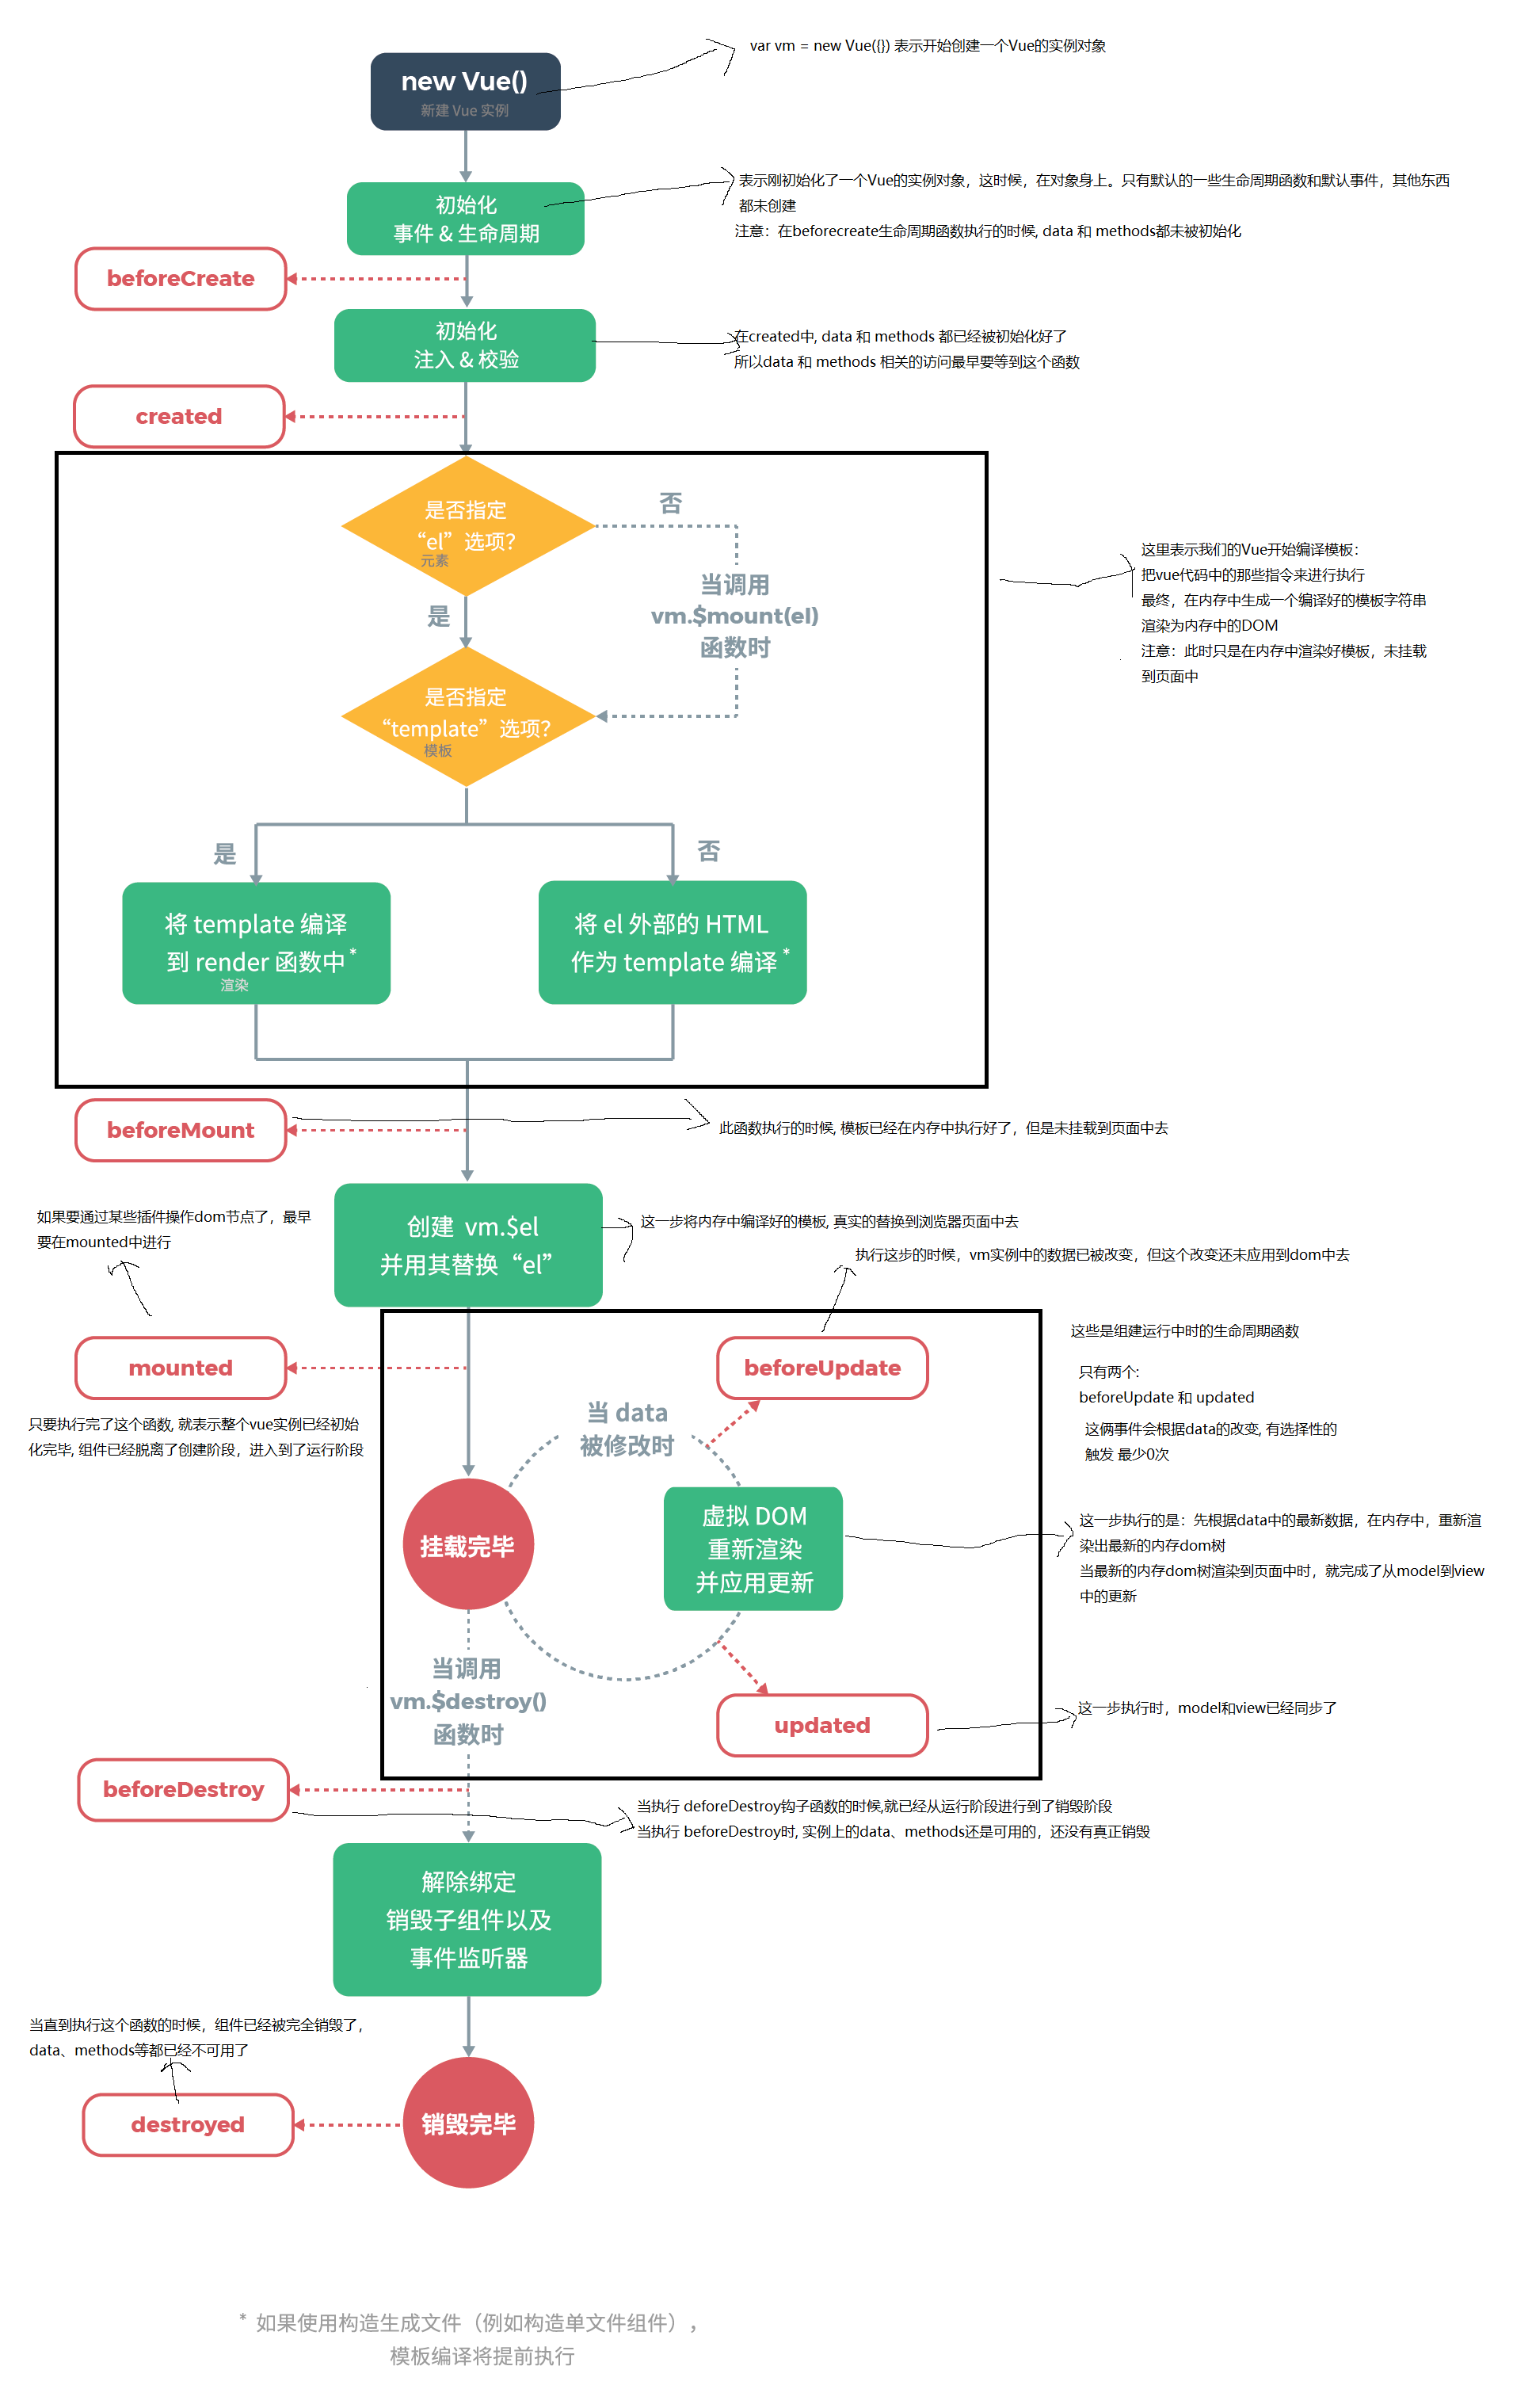 var vm = new Vue({}) 表示开始创建一个Vue的实例对象
new Vue()
新建 Vue 实例
表示刚初始化了一个Vue的实例对象，这时候，在对象身上。只有默认的一些生命周期函数和默认事件，其他东西
都未创建
注意：在beforecreate生命周期函数执行的时候, data 和 methods都未被初始化
初始化
事件 & 生命周期
beforeCreate
初始化
注入 & 校验
在created中, data 和 methods 都已经被初始化好了
所以data 和 methods 相关的访问最早要等到这个函数
created
是否指定
“el”选项?
元素
否
是
当调用
vm.$mount(el)
函数时
这里表示我们的Vue开始编译模板：
把vue代码中的那些指令来进行执行
最终，在内存中生成一个编译好的模板字符串
渲染为内存中的DOM
注意：此时只是在内存中渲染好模板，未挂载
到页面中
是否指定
“template”选项?
模板
是
否
将 template 编译
到 render 函数中*
渲染
将 el 外部的 HTML
作为 template 编译*
beforeMount
此函数执行的时候, 模板已经在内存中执行好了，但是未挂载到页面中去
如果要通过某些插件操作dom节点了，最早
要在mounted中进行
创建 vm.$el
并用其替换“el”
这一步将内存中编译好的模板, 真实的替换到浏览器页面中去
执行这步的时候，vm实例中的数据已被改变，但这个改变还未应用到dom中去
mounted
beforeUpdate
这些是组建运行中时的生命周期函数
只有两个:
beforeUpdate 和 updated
这俩事件会根据data的改变, 有选择性的
触发 最少0次
只要执行完了这个函数, 就表示整个vue实例已经初始
化完毕, 组件已经脱离了创建阶段，进入到了运行阶段
当 data
被修改时
挂载完毕
虚拟 DOM
重新渲染
并应用更新
这一步执行的是：先根据data中的最新数据，在内存中，重新渲
染出最新的内存dom树
当最新的内存dom树渲染到页面中时，就完成了从model到view
中的更新
当调用
vm.$destroy()
函数时
updated
这一步执行时，model和view已经同步了
beforeDestroy
当执行 deforeDestroy钩子函数的时候,就已经从运行阶段进行到了销毁阶段
当执行 beforeDestroy时, 实例上的data、methods还是可用的，还没有真正销毁
解除绑定
销毁子组件以及
事件监听器
当直到执行这个函数的时候，组件已经被完全销毁了，
data、methods等都已经不可用了
destroyed
销毁完毕
* 如果使用构造生成文件（例如构造单文件组件），
模板编译将提前执行